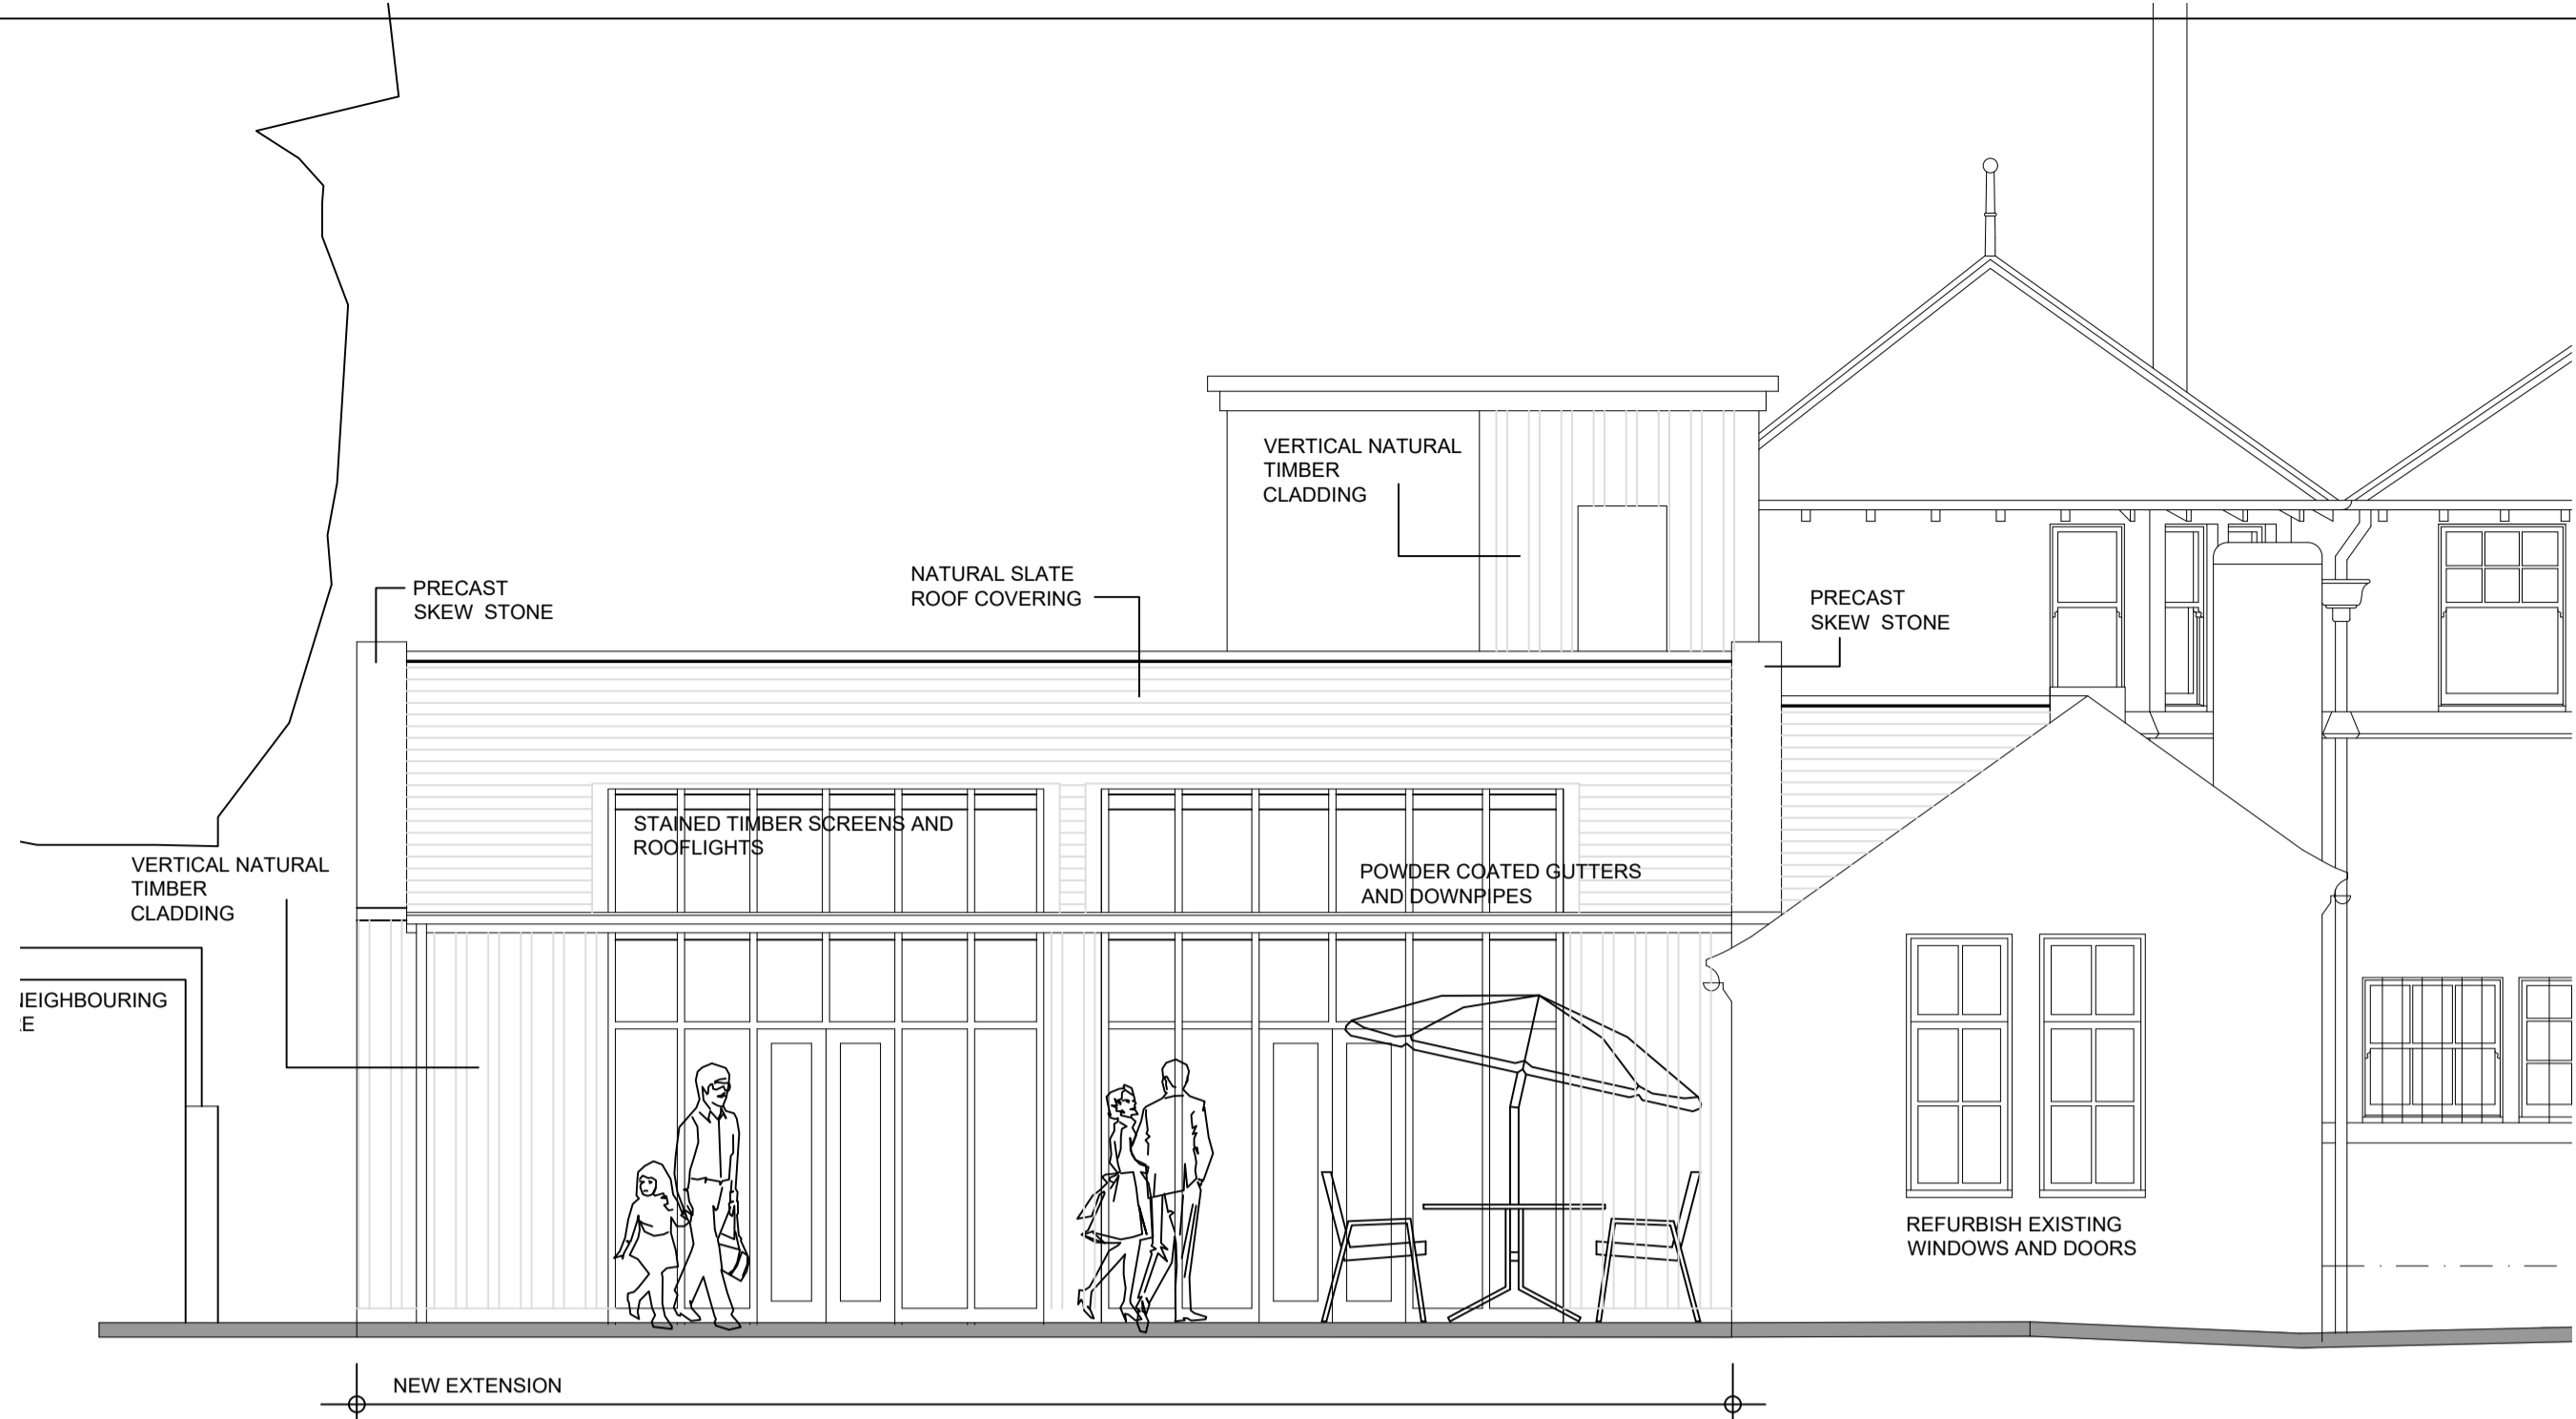 VERTICAL NATURAL
TIMBER
CLADDING
NATURAL SLATE
ROOF COVERING
PRECAST
SKEW STONE
PRECAST
SKEW STONE
STAINED TIMBER SCREENS AND
ROOFLIGHTS
VERTICAL NATURAL
TIMBER
CLADDING
POWDER COATED GUTTERS
AND DOWNPIPES
EIGHBOURING
E
REFURBISH EXISTING
WINDOWS AND DOORS
NEW EXTENSION